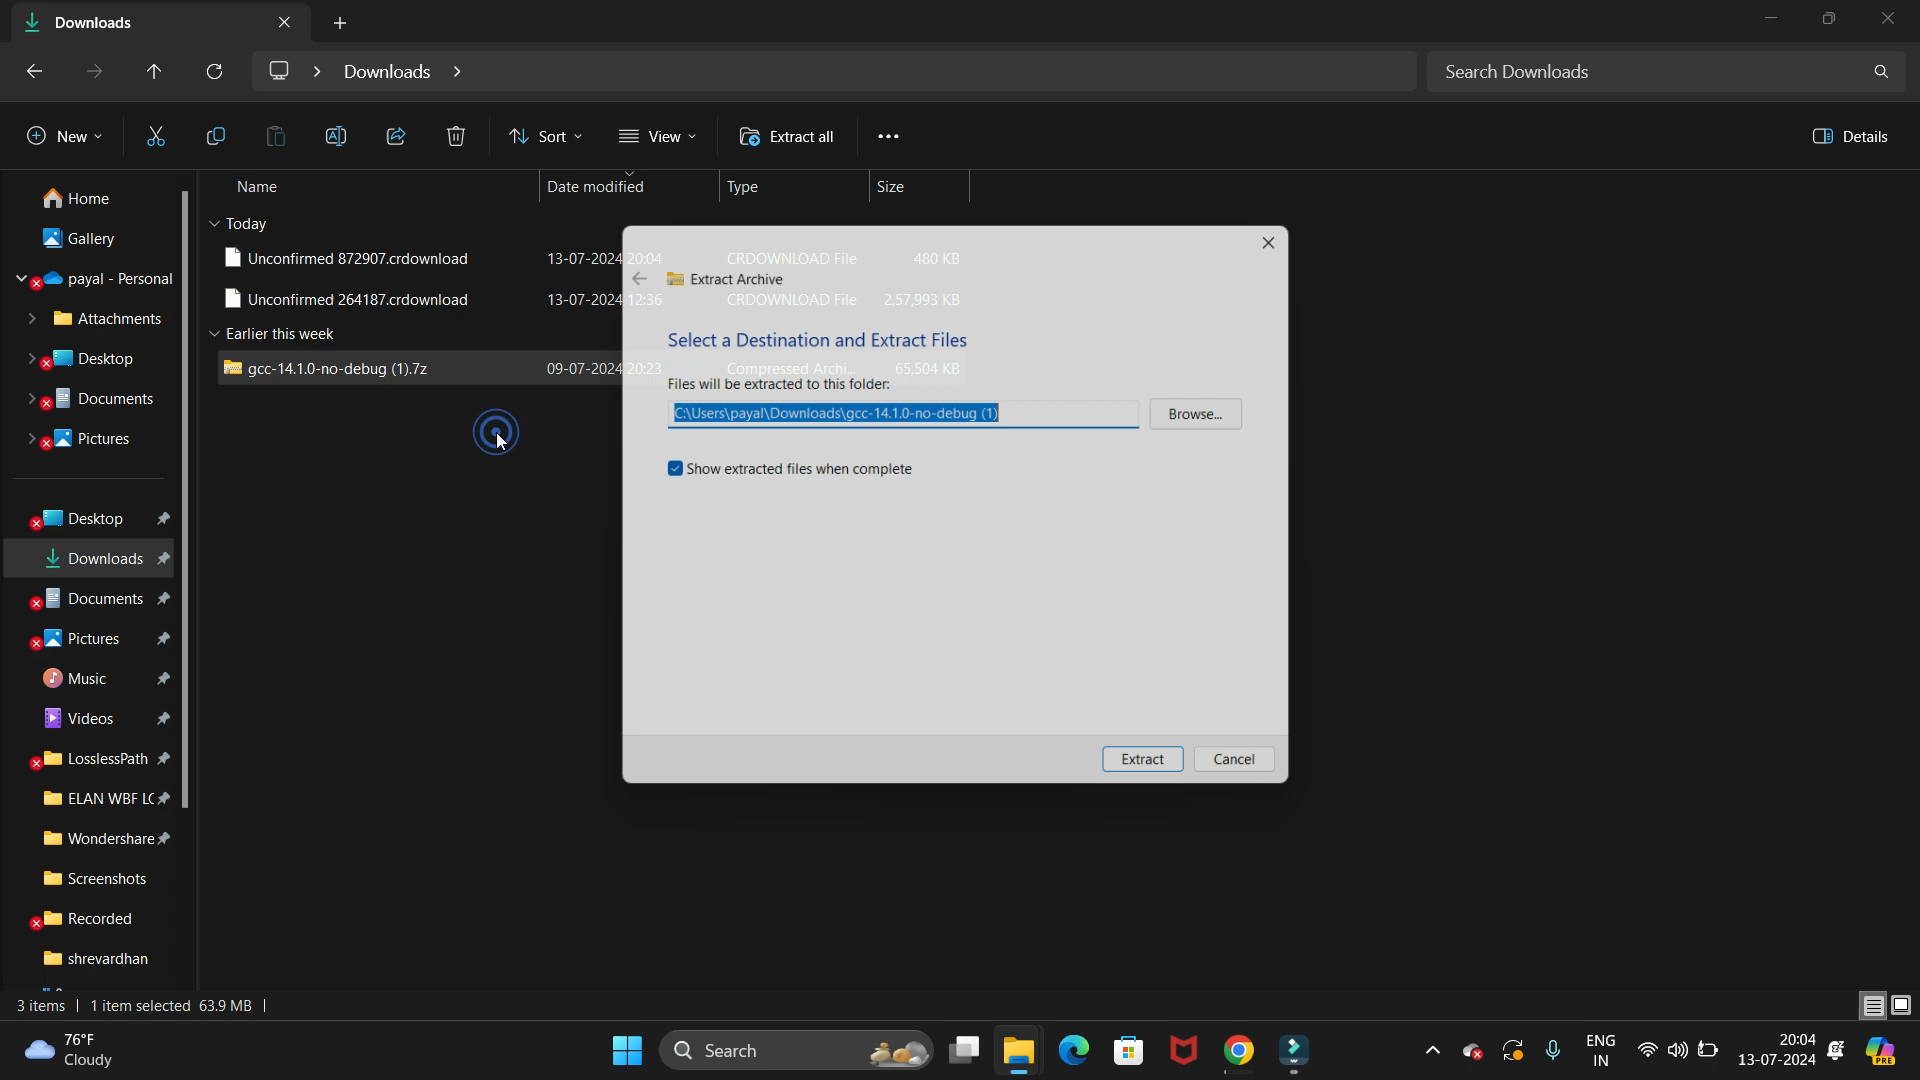 Downloads
Downloads
Search Downloads
New
Sort
View
Extract all
Details
Name
Date modified
Type
Size
Today
Unconfirmed 872907.crdownload 13-07-2024 20:04 CRDOWNLOAD File 480 KB
Unconfirmed 264187.crdownload 13-07-2024 12:36 CRDOWNLOAD File 2,57,993 KB
Earlier this week
gcc-14.1.0-no-debug (1).7z 09-07-2024 20:23 Compressed Archi... 65,504 KB
Home
Gallery
payal - Personal
Attachments
Desktop
Documents
Pictures
Desktop
Downloads
Documents
Pictures
Music
Videos
LosslessPath
ELAN WBF LC
Wondershare
Screenshots
Recorded
shrevardhan
Extract Archive
Select a Destination and Extract Files
Files will be extracted to this folder:
C:\Users\payal\Downloads\gcc-14.1.0-no-debug (1)
Browse...
Show extracted files when complete
Extract
Cancel
3 items
1 item selected 63.9 MB
76°F
Cloudy
Search
ENG
IN
20:04
13-07-2024
PRE